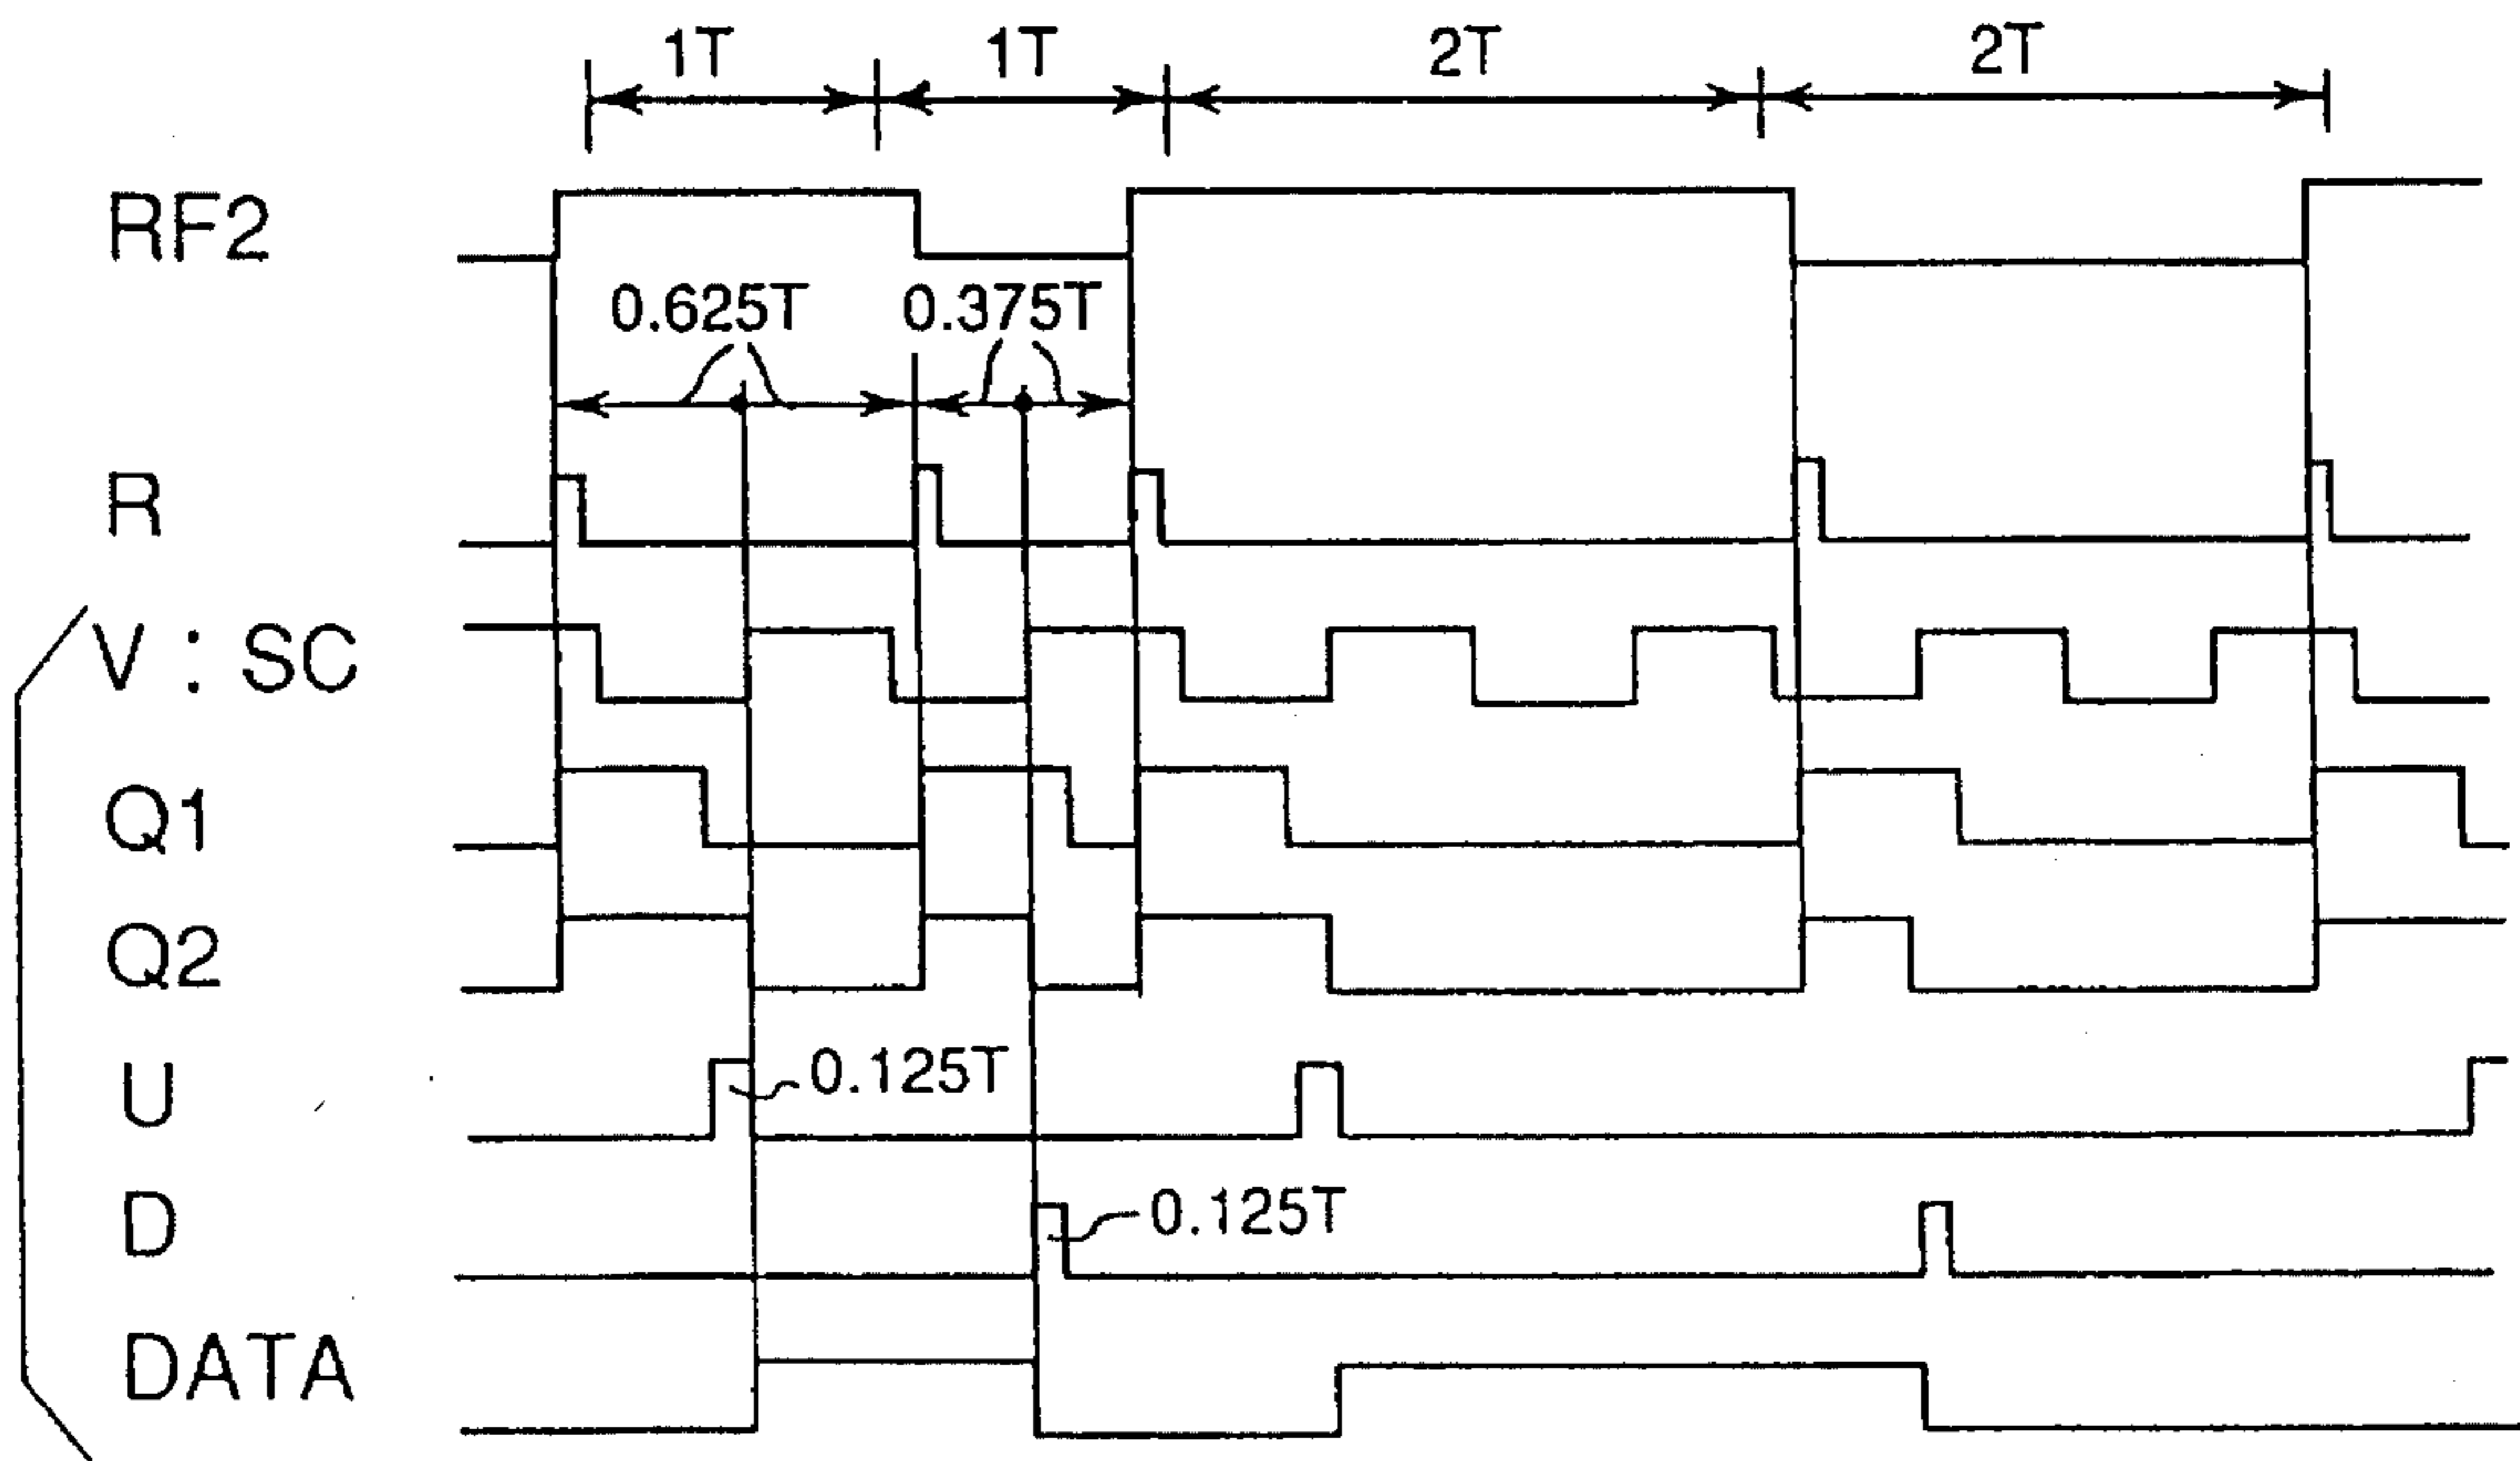 1T 1T 2T 2T
RF2
0.625T 0.375T
R
V : SC
Q1
Q2
U 0.125T
D 0.125T
DATA